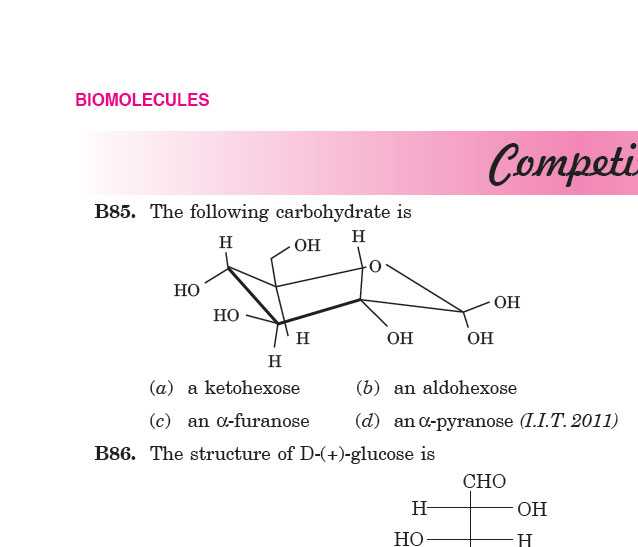 BIOMOLECULES
Competi
B85. The following carbohydrate is
H OH H
O
HO
HO OH
H OH OH
H
(a) a ketohexose (b) an aldohexose
(c) an α-furanose (d) an α-pyranose (I.I.T. 2011)
B86. The structure of D-(+)-glucose is
CHO
H OH
HO H